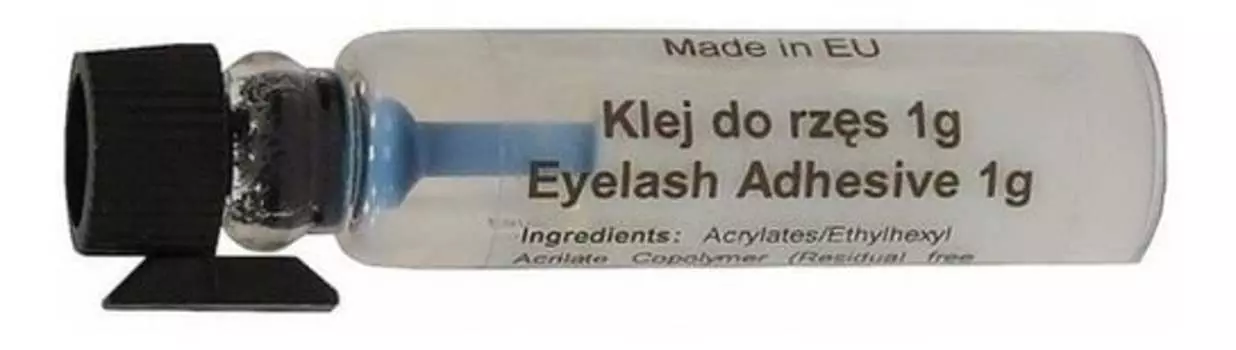 Made in EU
Klej do rzęs 1g
Eyelash Adhesive 1g
Ingredients: Acrylates/Ethylhexyl
Acrilate Copolymer (Residual free